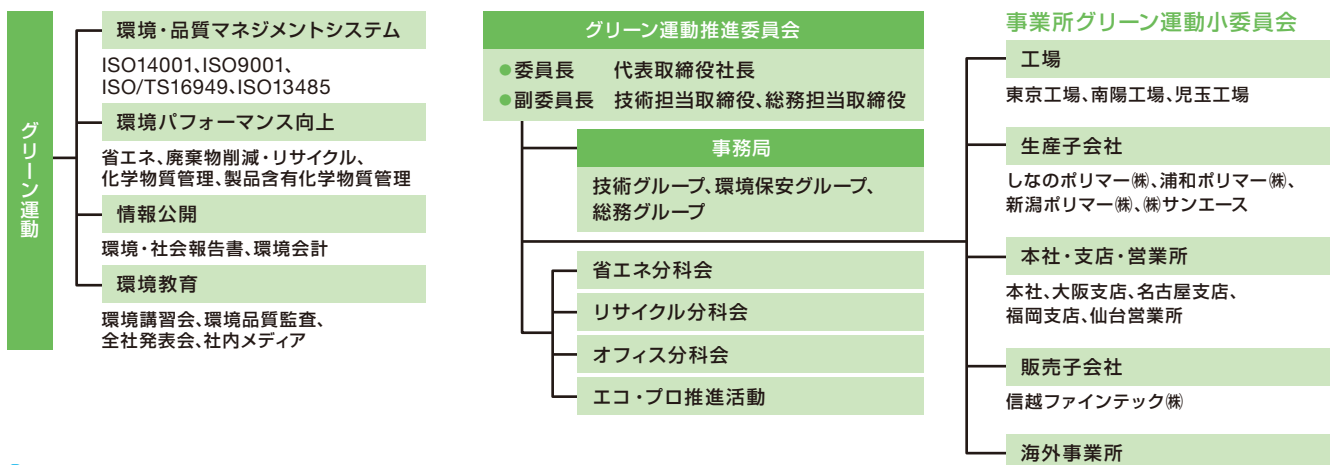 グリーン運動
環境・品質マネジメントシステム
ISO14001、ISO9001、
ISO/TS16949、ISO13485
環境パフォーマンス向上
省エネ、廃棄物削減・リサイクル、
化学物質管理、製品含有化学物質管理
情報公開
環境・社会報告書、環境会計
環境教育
環境講習会、環境品質監査、
全社発表会、社内メディア
グリーン運動推進委員会
●委員長 代表取締役社長
●副委員長 技術担当取締役、総務担当取締役
事務局
技術グループ、環境保安グループ、
総務グループ
省エネ分科会
リサイクル分科会
オフィス分科会
エコ・プロ推進活動
事業所グリーン運動小委員会
工場
東京工場、南陽工場、児玉工場
生産子会社
しなのポリマー㈱、浦和ポリマー㈱、
新潟ポリマー㈱、㈱サンエース
本社・支店・営業所
本社、大阪支店、名古屋支店、
福岡支店、仙台営業所
販売子会社
信越ファインテック㈱
海外事業所